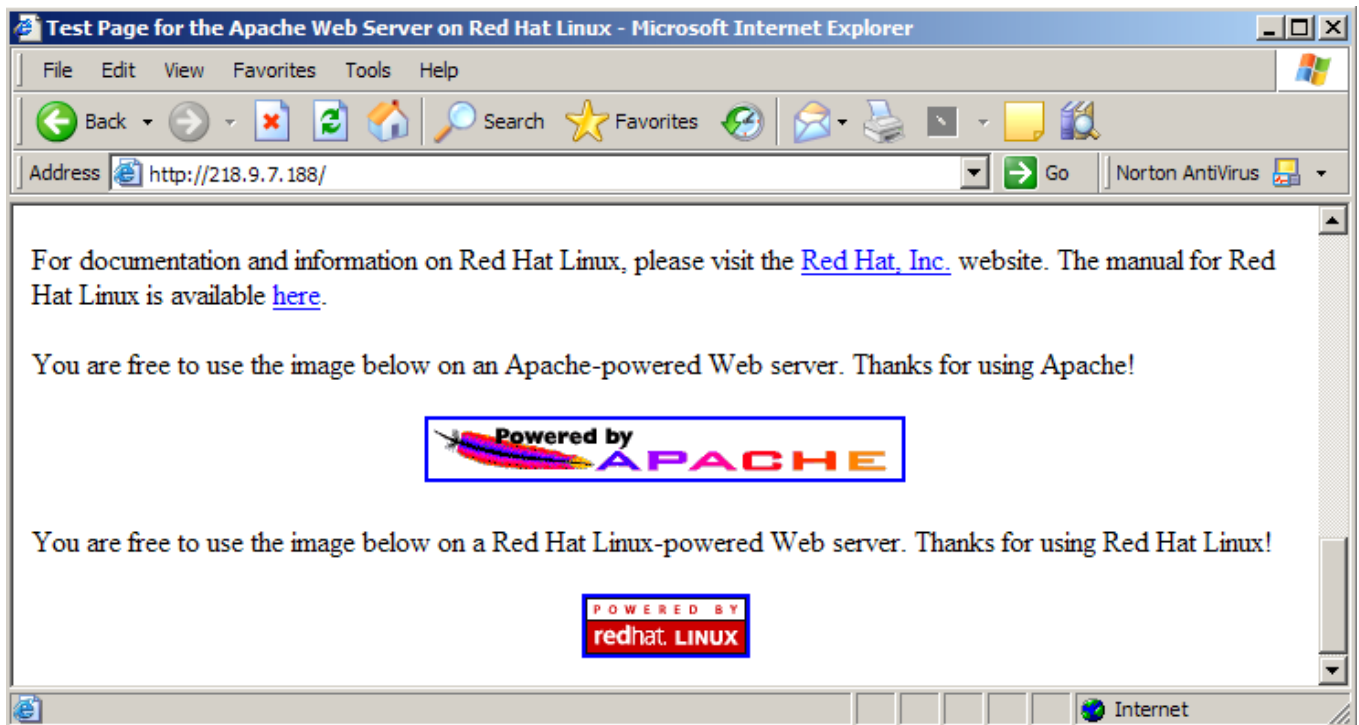 Test Page for the Apache Web Server on Red Hat Linux - Microsoft Internet Explorer
File Edit View Favorites Tools Help
Back Search Favorites
Address http://218.9.7.188/ Go Norton AntiVirus
For documentation and information on Red Hat Linux, please visit the Red Hat, Inc. website. The manual for Red
Hat Linux is available here.
You are free to use the image below on an Apache-powered Web server. Thanks for using Apache!
Powered by
APACHE
You are free to use the image below on a Red Hat Linux-powered Web server. Thanks for using Red Hat Linux!
POWERED BY
redhat. LINUX
Internet